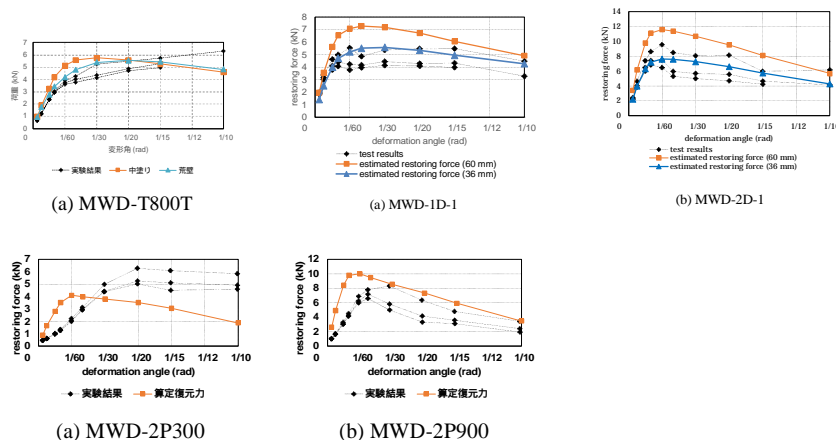 7
6
5
4
3
2
1
0
荷重 (kN)
1/60 1/30 1/20 1/15 1/12 1/10
変形角 (rad)
実験結果 中塗り 荒壁
(a) MWD-T800T
8
7
6
5
4
3
2
1
0
restoring force (kN)
1/60 1/30 1/20 1/15 1/12 1/10
deformation angle (rad)
test results
estimated restoring force (60 mm)
estimated restoring force (36 mm)
(a) MWD-1D-1
14
12
10
8
6
4
2
0
restoring force (kN)
1/60 1/30 1/20 1/15 1/12 1/10
deformation angle (rad)
test results
estimated restoring force (60 mm)
estimated restoring force (36 mm)
(b) MWD-2D-1
7
6
5
4
3
2
1
0
restoring force (kN)
1/60 1/30 1/20 1/15 1/12 1/10
deformation angle (rad)
実験結果 算定復元力
(a) MWD-2P300
12
10
8
6
4
2
0
restoring force (kN)
1/60 1/30 1/20 1/15 1/12 1/10
deformation angle (rad)
実験結果 算定復元力
(b) MWD-2P900